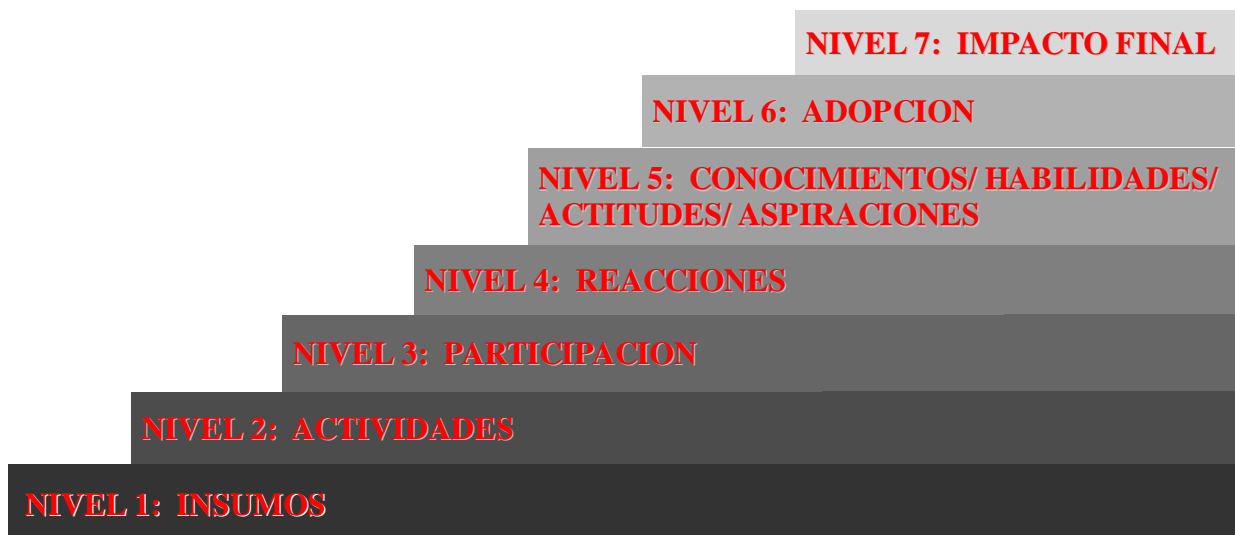 NIVEL 7: IMPACTO FINAL
NIVEL 6: ADOPCION
NIVEL 5: CONOCIMIENTOS/ HABILIDADES/
ACTITUDES/ ASPIRACIONES
NIVEL 4: REACCIONES
NIVEL 3: PARTICIPACION
NIVEL 2: ACTIVIDADES
NIVEL 1: INSUMOS